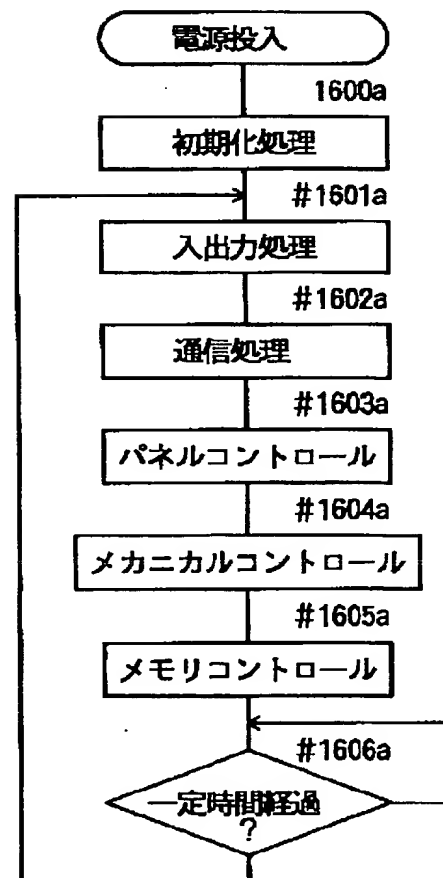 電源投入
1600a
初期化処理
#1601a
入出力処理
#1602a
通信処理
#1603a
パネルコントロール
#1604a
メカニカルコントロール
#1605a
メモリコントロール
#1606a
一定時間経過
?